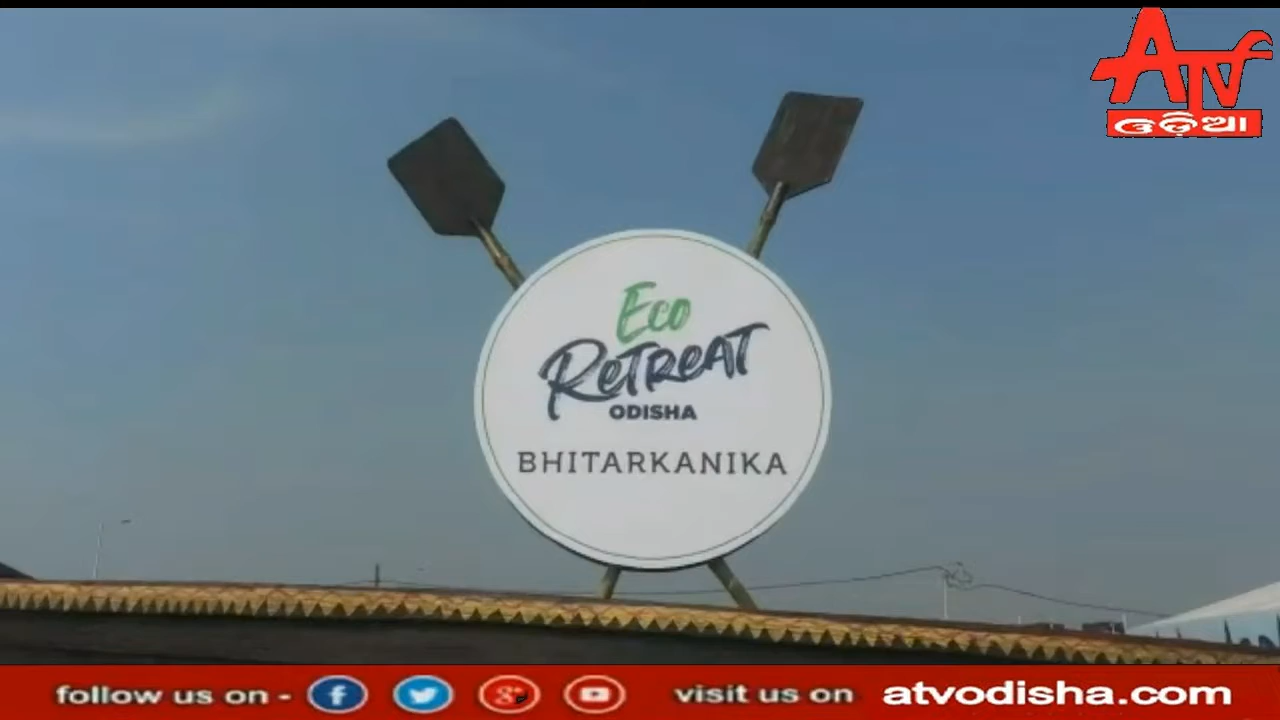 ATV
ଓଡ଼ିଆ
Eco
RETREAT
ODISHA
BHITARKANIKA
follow us on -
visit us on
atvodisha.com